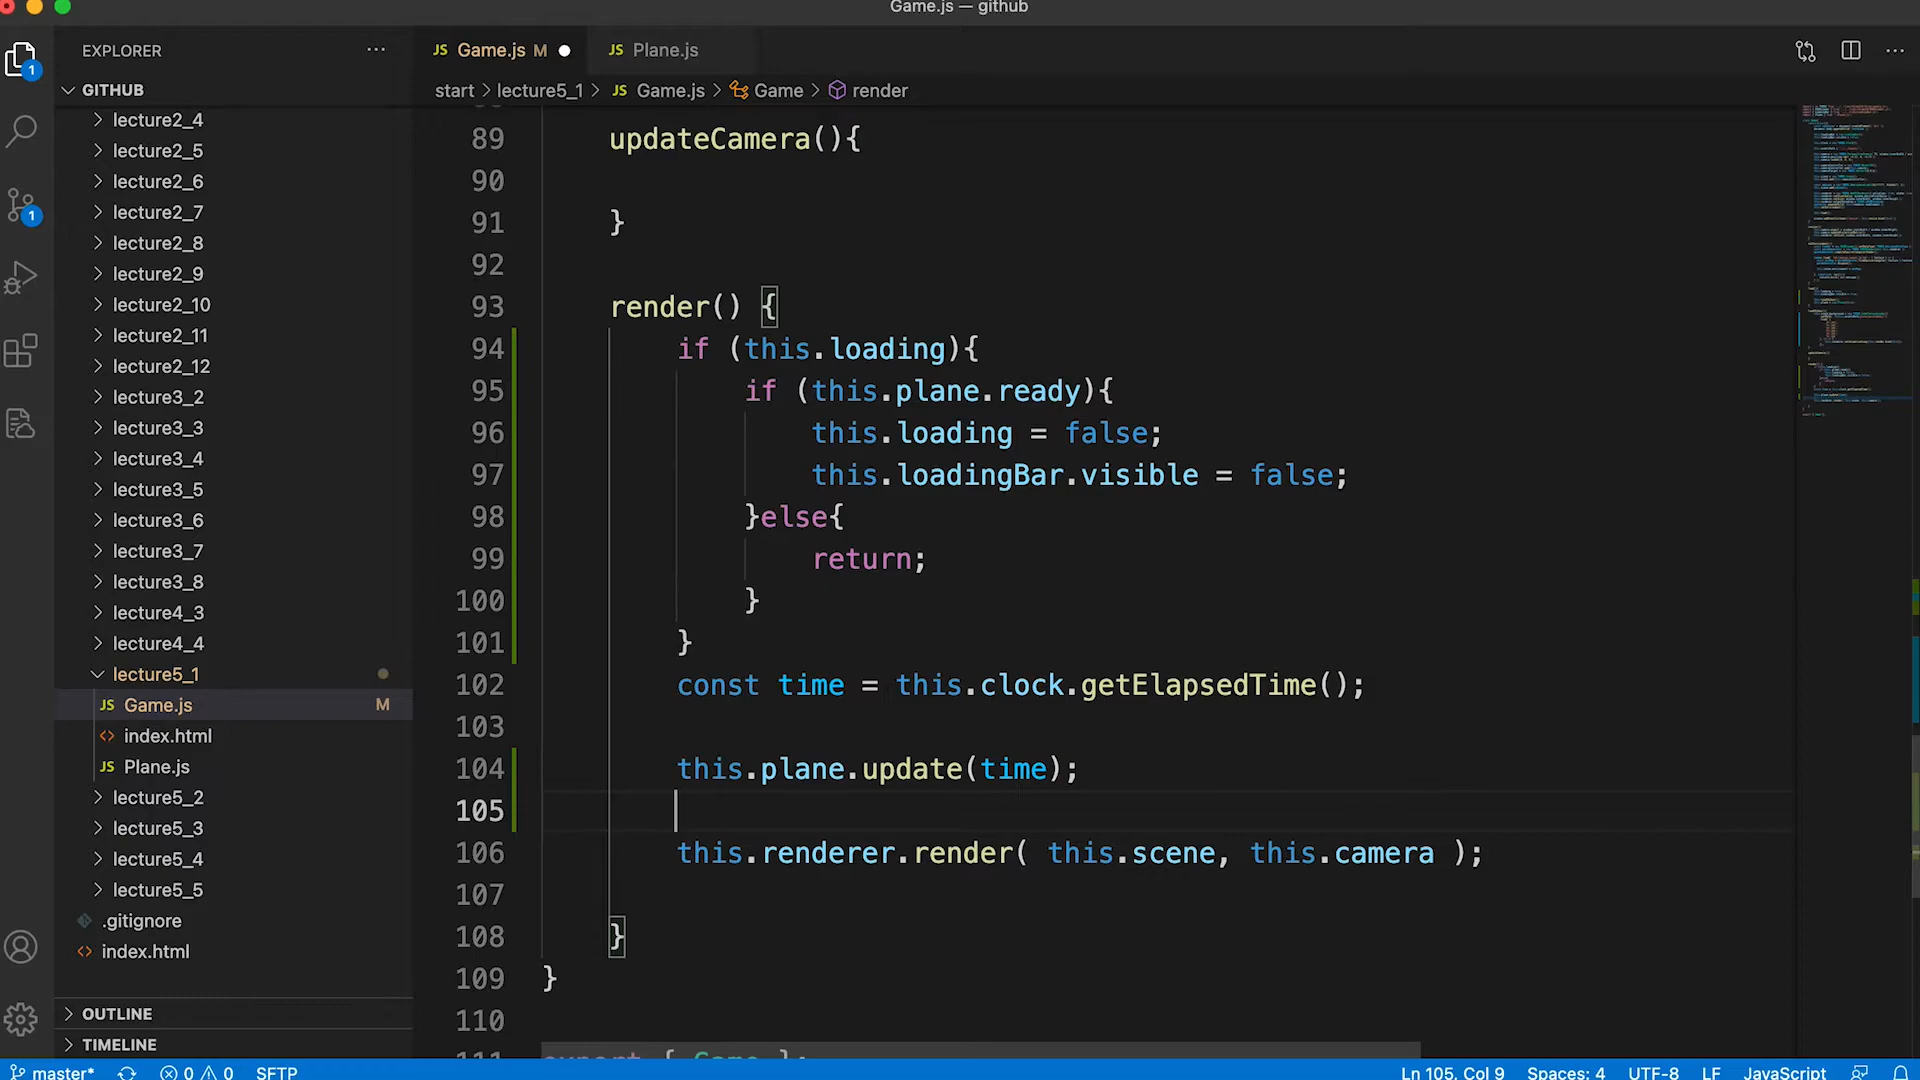 Game.js — github
EXPLORER ···
JS Game.js M
JS Plane.js
GITHUB
start > lecture5_1 > JS Game.js > Game > render
lecture2_4
lecture2_5
lecture2_6
lecture2_7
lecture2_8
lecture2_9
lecture2_10
lecture2_11
lecture2_12
lecture3_2
lecture3_3
lecture3_4
lecture3_5
lecture3_6
lecture3_7
lecture3_8
lecture4_3
lecture4_4
lecture5_1
JS Game.js M
<> index.html
JS Plane.js
lecture5_2
lecture5_3
lecture5_4
lecture5_5
.gitignore
<> index.html
OUTLINE
TIMELINE
1
1
89 updateCamera(){
90
91 }
92
93 render() {
94 if (this.loading){
95 if (this.plane.ready){
96 this.loading = false;
97 this.loadingBar.visible = false;
98 }else{
99 return;
100 }
101 }
102 const time = this.clock.getElapsedTime();
103
104 this.plane.update(time);
105
106 this.renderer.render( this.scene, this.camera );
107
108 }
109 }
110
111 export { Game };
master* 0 0 SFTP
Ln 105, Col 9 Spaces: 4 UTF-8 LF JavaScript